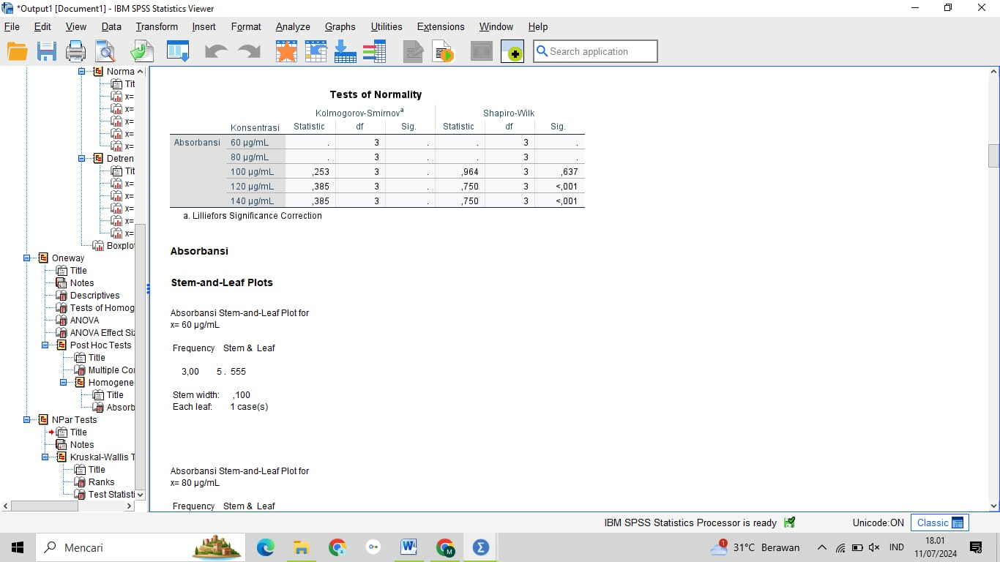 *Output1 [Document1] - IBM SPSS Statistics Viewer
File Edit View Data Transform Insert Format Analyze Graphs Utilities Extensions Window Help
Search application
Norma
Tit
x=
x=
x=
x=
x=
Detren
Tit
x=
x=
x=
x=
x=
Boxplo
Oneway
Title
Notes
Descriptives
Tests of Homog
ANOVA
ANOVA Effect Siz
Post Hoc Tests
Title
Multiple Co
Homogene
Title
Absorb
NPar Tests
Title
Notes
Kruskal-Wallis T
Title
Ranks
Test Statisti
Tests of Normality
Kolmogorov-Smirnovᵃ Shapiro-Wilk
Konsentrasi Statistic df Sig. Statistic df Sig.
Absorbansi 60 µg/mL . 3 . . 3 .
80 µg/mL . 3 . . 3 .
100 µg/mL ,253 3 . ,964 3 ,637
120 µg/mL ,385 3 . ,750 3 <,001
140 µg/mL ,385 3 . ,750 3 <,001
a. Lilliefors Significance Correction
Absorbansi
Stem-and-Leaf Plots
Absorbansi Stem-and-Leaf Plot for
x= 60 µg/mL
Frequency Stem & Leaf
3,00 5 . 555
Stem width: ,100
Each leaf: 1 case(s)
Absorbansi Stem-and-Leaf Plot for
x= 80 µg/mL
Frequency Stem & Leaf
IBM SPSS Statistics Processor is ready Unicode:ON Classic
Mencari
1 31°C Berawan IND 18.01
11/07/2024